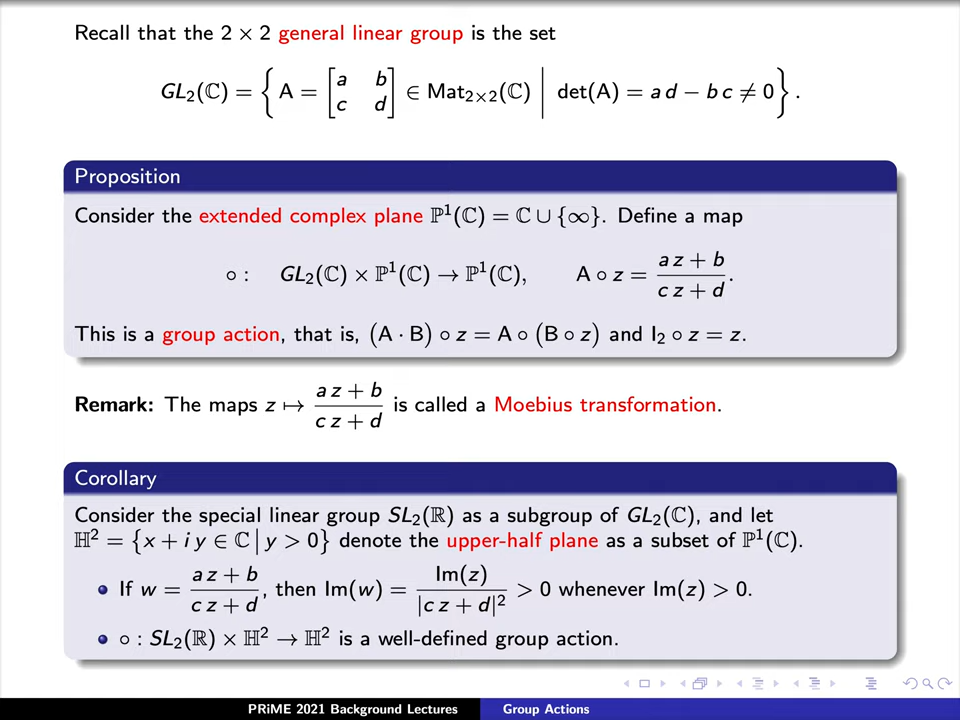 Recall that the 2 × 2 general linear group is the set
GL₂(ℂ) = { A = [a b; c d] ∈ Mat₂ₓ₂(ℂ) | det(A) = a d − b c ≠ 0 } .
Proposition
Consider the extended complex plane ℙ¹(ℂ) = ℂ ∪ {∞}. Define a map
∘ : GL₂(ℂ) × ℙ¹(ℂ) → ℙ¹(ℂ), A ∘ z = (a z + b)/(c z + d).
This is a group action, that is, (A · B) ∘ z = A ∘ (B ∘ z) and I₂ ∘ z = z.
Remark: The maps z ↦ (a z + b)/(c z + d) is called a Moebius transformation.
Corollary
Consider the special linear group SL₂(ℝ) as a subgroup of GL₂(ℂ), and let
ℍ² = {x + i y ∈ ℂ | y > 0} denote the upper-half plane as a subset of ℙ¹(ℂ).
• If w = (a z + b)/(c z + d), then Im(w) = Im(z)/|c z + d|² > 0 whenever Im(z) > 0.
• ∘ : SL₂(ℝ) × ℍ² → ℍ² is a well-defined group action.
PRiME 2021 Background Lectures Group Actions